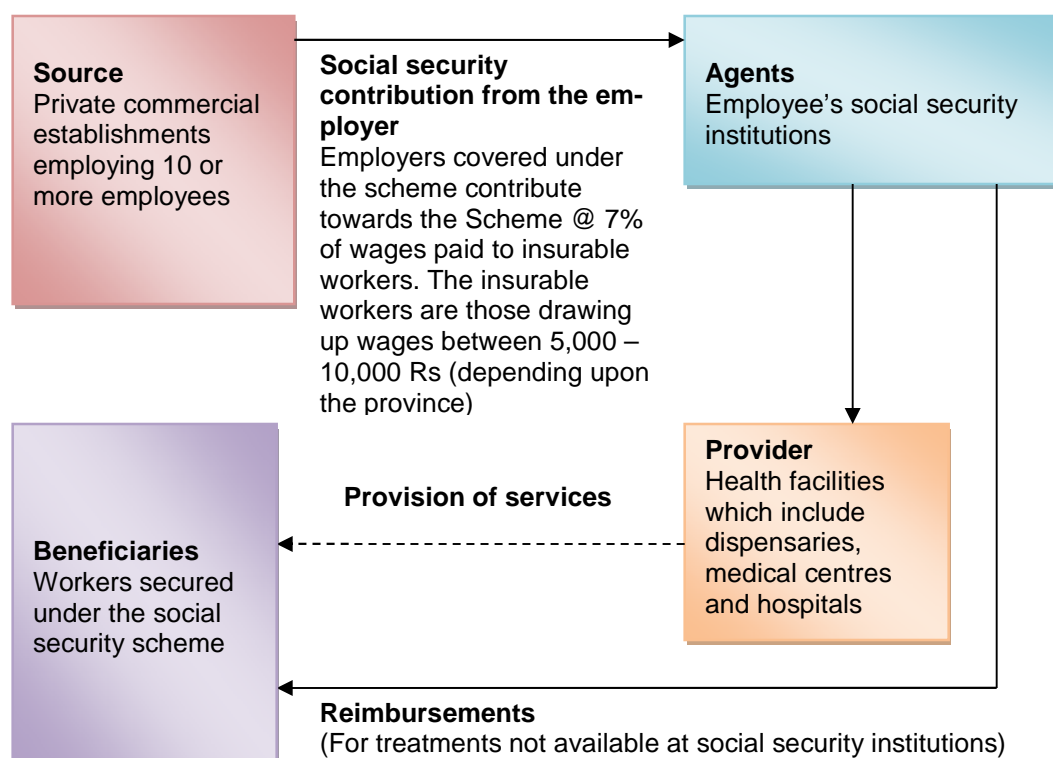 Source
Private commercial
establishments
employing 10 or
more employees
Social security
contribution from the em-
ployer
Employers covered under
the scheme contribute
towards the Scheme @ 7%
of wages paid to insurable
workers. The insurable
workers are those drawing
up wages between 5,000 –
10,000 Rs (depending upon
the province)
Agents
Employee’s social security
institutions
Beneficiaries
Workers secured
under the social
security scheme
Provision of services
Provider
Health facilities
which include
dispensaries,
medical centres
and hospitals
Reimbursements
(For treatments not available at social security institutions)